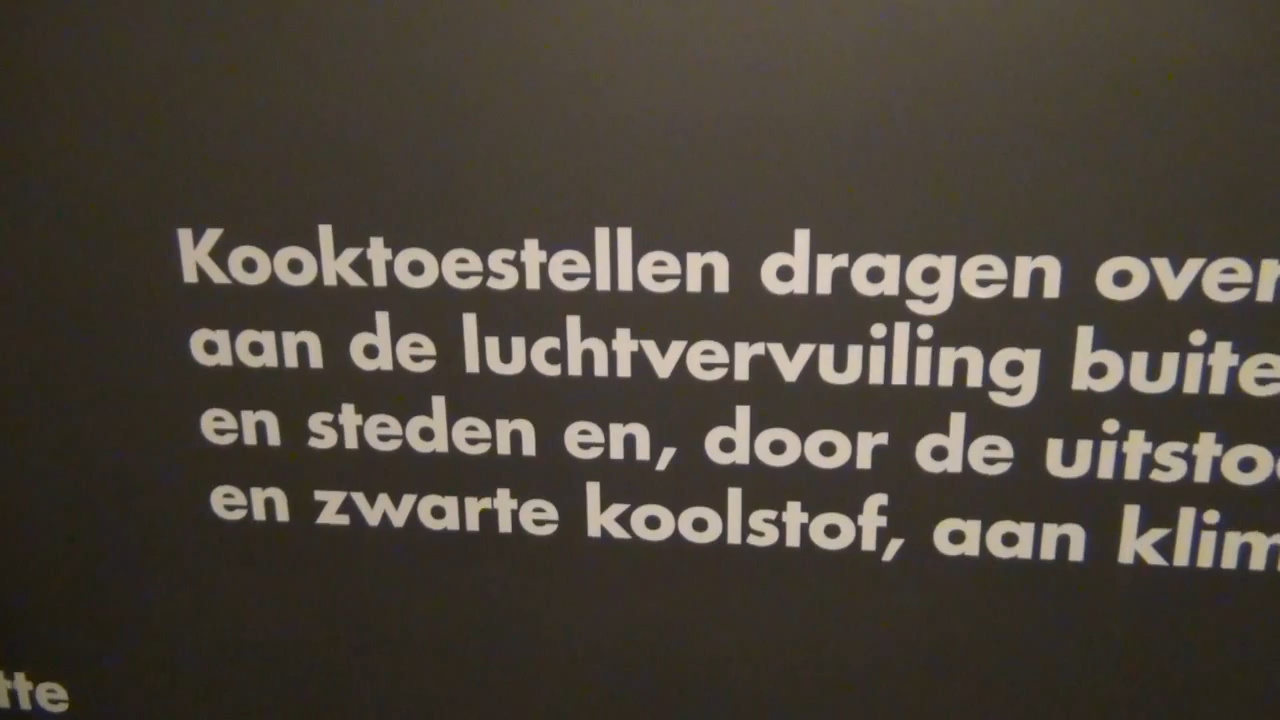 Kooktoestellen dragen over
aan de luchtvervuiling buite
en steden en, door de uitsto
en zwarte koolstof, aan klim
tte